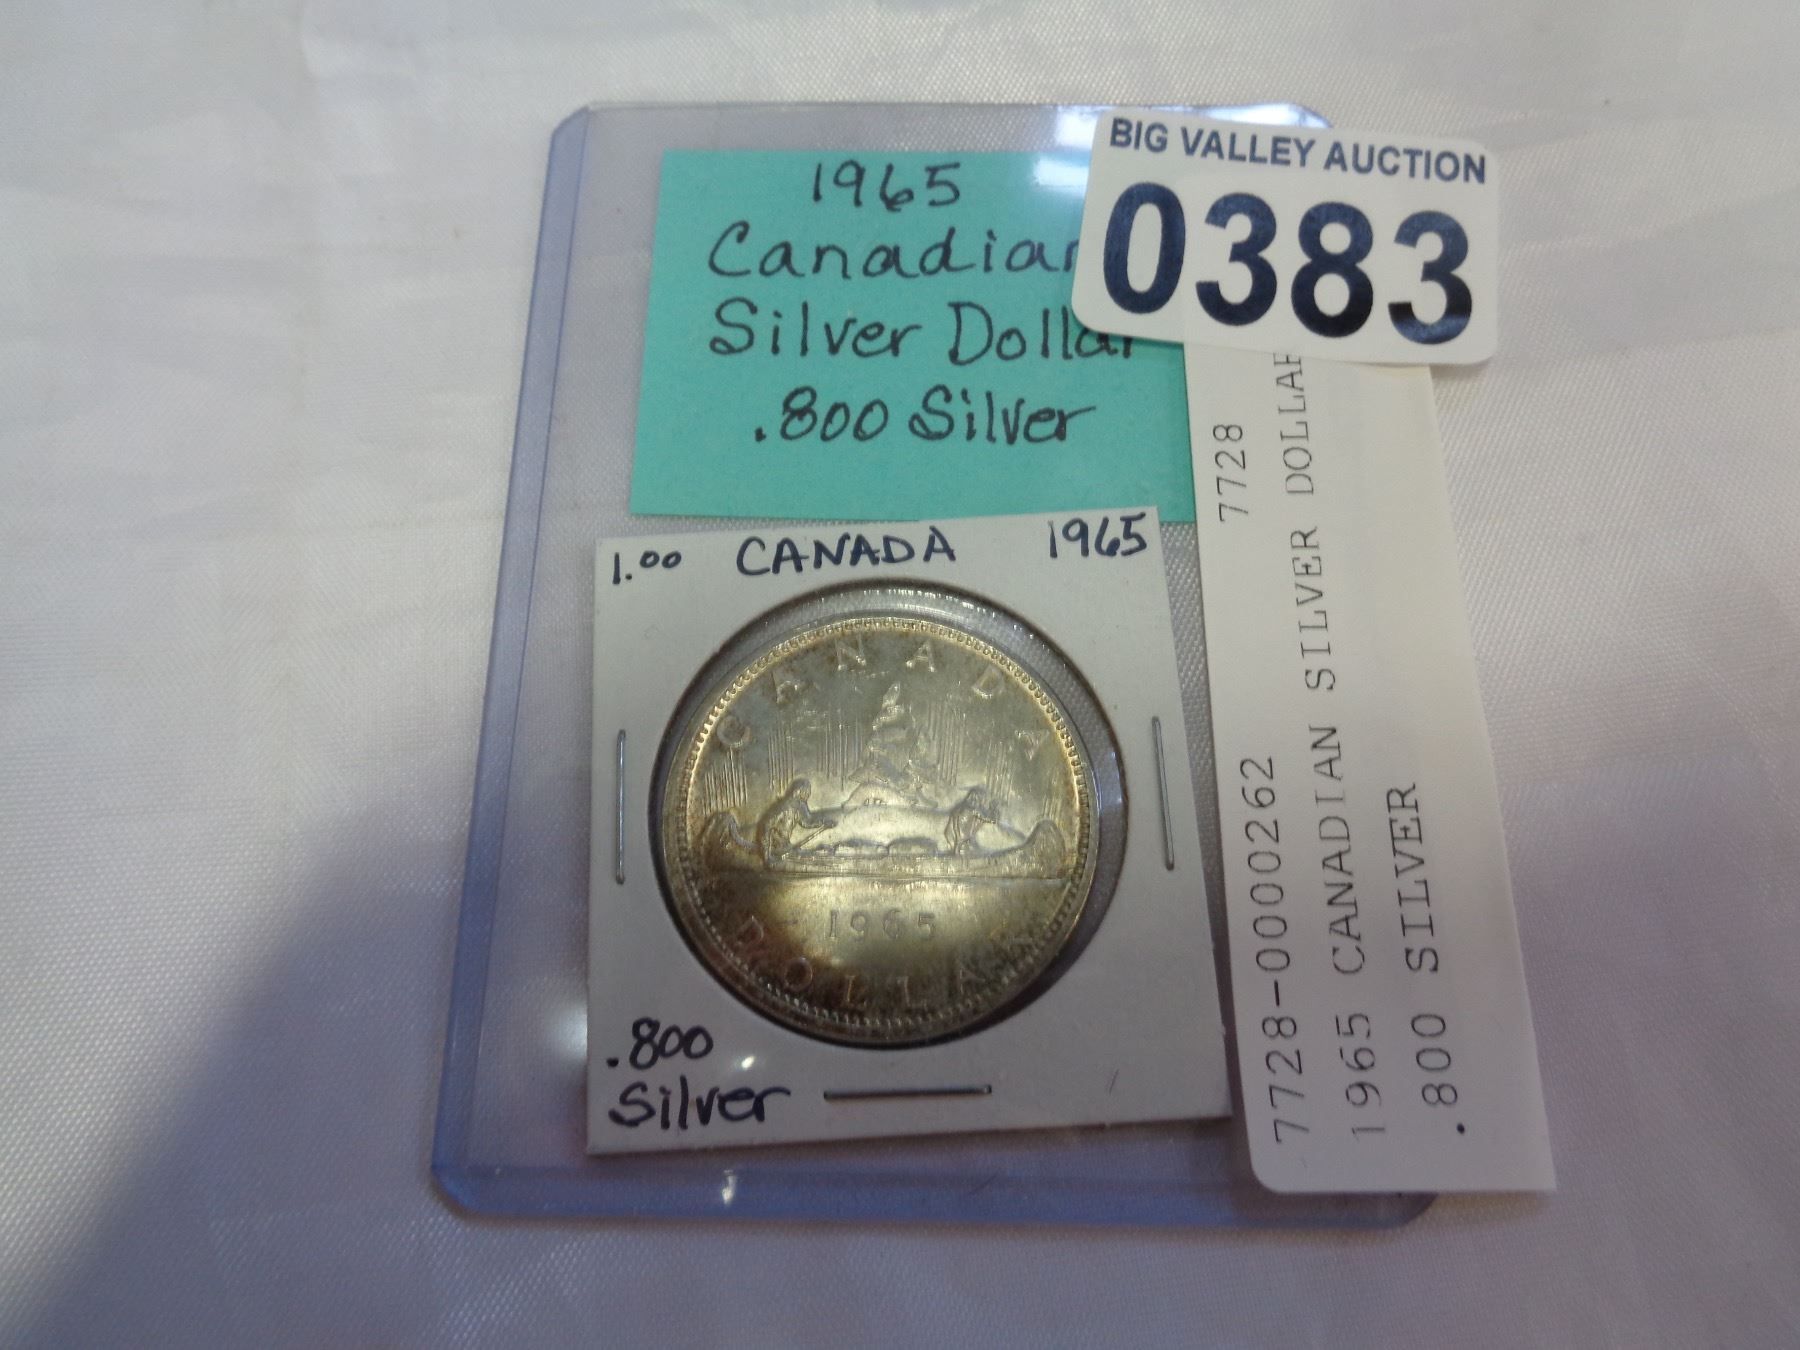 1965
Canadian
Silver Dollar
.800 Silver
BIG VALLEY AUCTION
0383
1.00 CANADA 1965
CANADA
1965
DOLLAR
.800
Silver
7728
7728-0000262
1965 CANADIAN SILVER DOLLAR
.800 SILVER